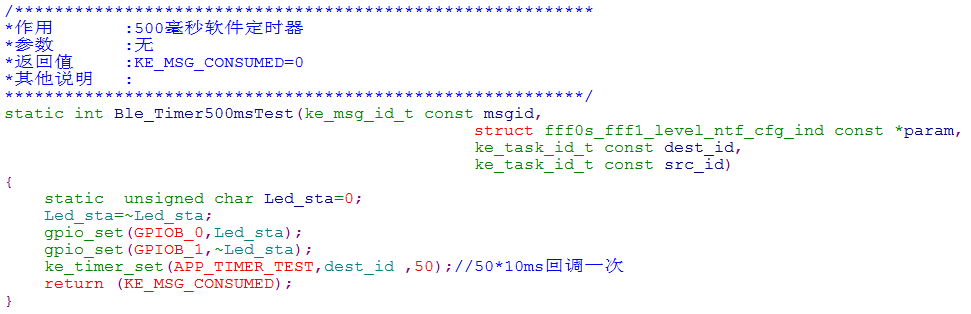 /***********************************************************
*作用      :500毫秒软件定时器
*参数      :无
*返回值    :KE_MSG_CONSUMED=0
*其他说明  :
***********************************************************/
static int Ble_Timer500msTest(ke_msg_id_t const msgid,
                                   struct fff0s_fff1_level_ntf_cfg_ind const *param,
                                   ke_task_id_t const dest_id,
                                   ke_task_id_t const src_id)
{
    static  unsigned char Led_sta=0;
    Led_sta=~Led_sta;
    gpio_set(GPIOB_0,Led_sta);
    gpio_set(GPIOB_1,~Led_sta);
    ke_timer_set(APP_TIMER_TEST,dest_id ,50);//50*10ms回调一次
    return (KE_MSG_CONSUMED);
}